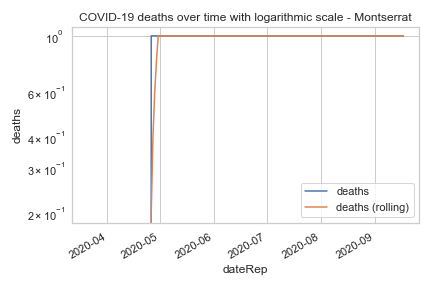 COVID-19 deaths over time with logarithmic scale - Montserrat
10⁰
6 × 10⁻¹
4 × 10⁻¹
3 × 10⁻¹
2 × 10⁻¹
deaths
deaths
deaths (rolling)
2020-04
2020-05
2020-06
2020-07
2020-08
2020-09
dateRep